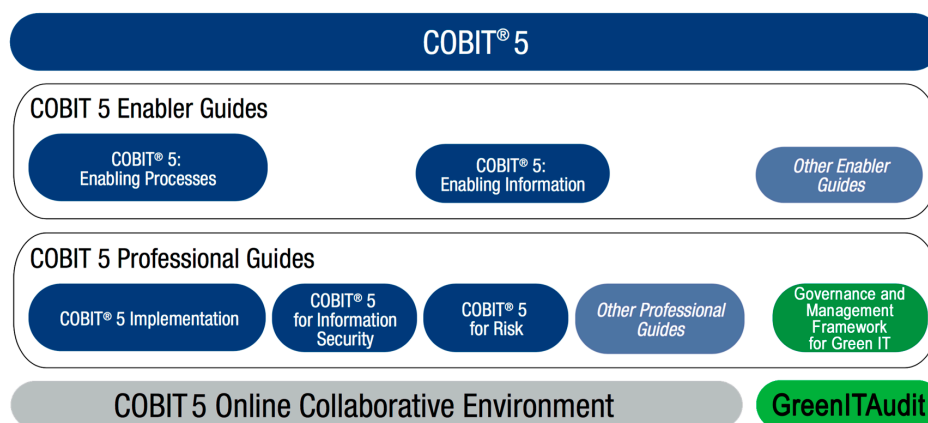 COBIT® 5
COBIT 5 Enabler Guides
COBIT® 5:
Enabling Processes
COBIT® 5:
Enabling Information
Other Enabler
Guides
COBIT 5 Professional Guides
COBIT® 5 Implementation
COBIT® 5
for Information
Security
COBIT® 5
for Risk
Other Professional
Guides
Governance and
Management
Framework
for Green IT
COBIT 5 Online Collaborative Environment
GreenITAudit